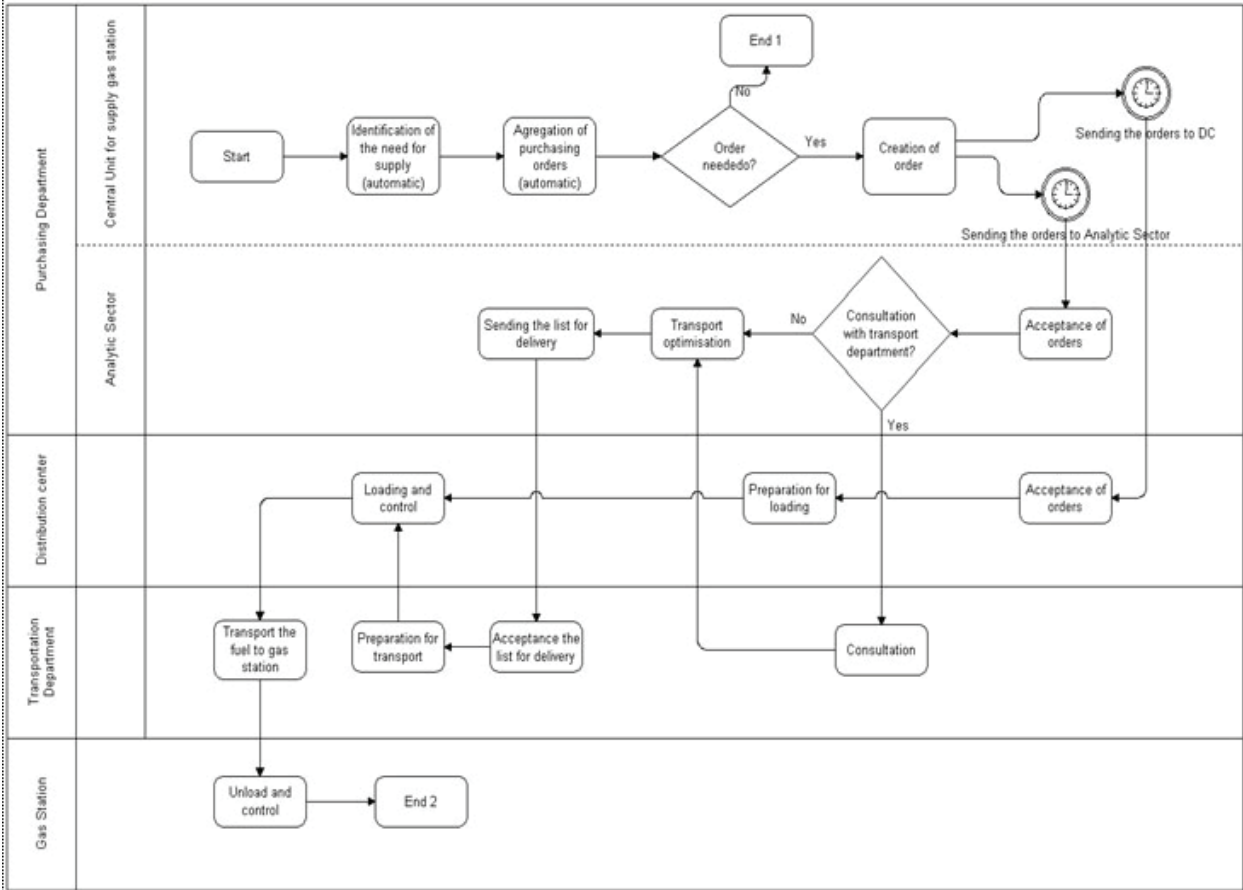 Purchasing Department
Central Unit for supply gas station
Start
Identification of
the need for
supply
(automatic)
Agregation of
purchasing
orders
(automatic)
Order
neededo?
No
End 1
Yes
Creation of
order
Sending the orders to DC
Sending the orders to Analytic Sector
Analytic Sector
Sending the list for
delivery
Transport
optimisation
No
Consultation
with transport
department?
Yes
Acceptance of
orders
Distribution center
Loading and
control
Preparation for
loading
Acceptance of
orders
Transportation
Department
Transport the
fuel to gas
station
Preparation for
transport
Acceptance the
list for delivery
Consultation
Gas Station
Unload and
control
End 2